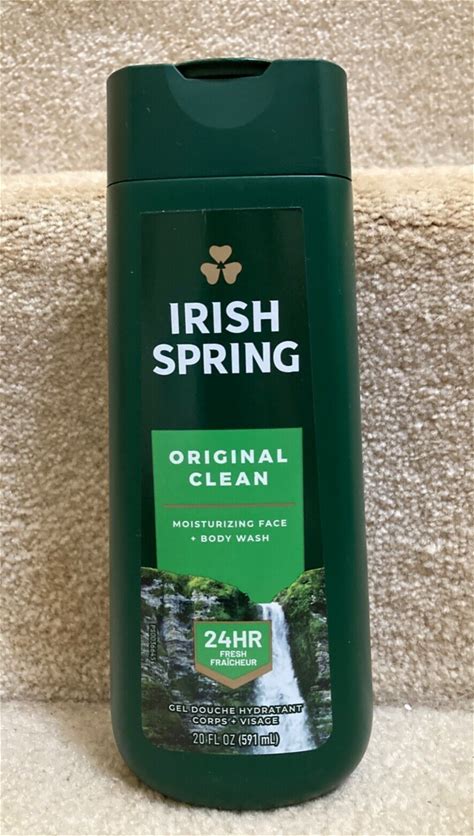 IRISH
SPRING
ORIGINAL
CLEAN
MOISTURIZING FACE
+ BODY WASH
24HR
FRESH
FRAÎCHEUR
GEL DOUCHE HYDRATANT
CORPS + VISAGE
20 FL OZ (591 mL)